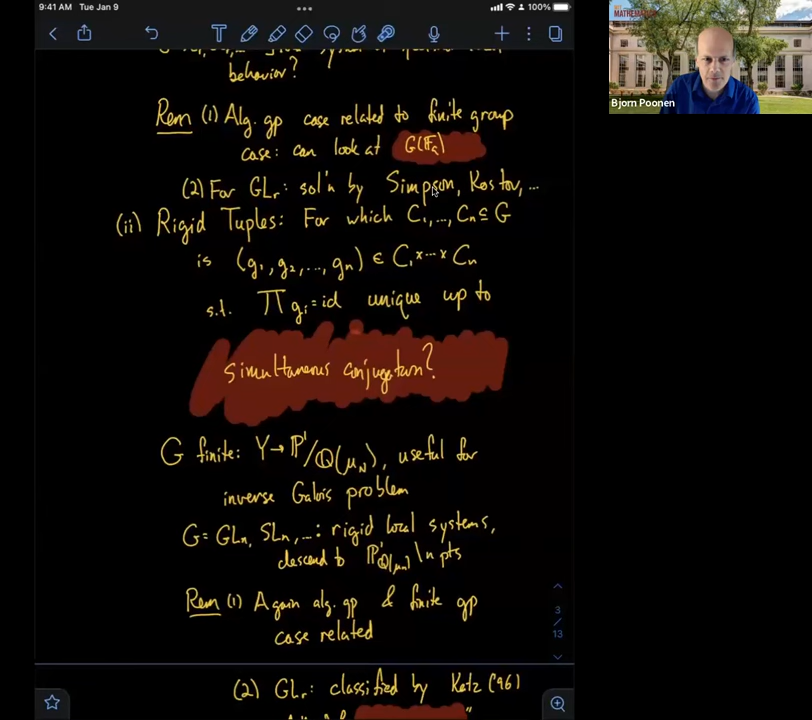 9:41 AM Tue Jan 9
100%
behavior?
Rem (1) Alg. gp case related to finite group
case: can look at G(𝔽q)
(2) For GLr: sol'n by Simpson, Kostov, ...
(ii) Rigid Tuples: For which C1, ..., Cn ⊆ G
is (g1, g2, ..., gn) ∈ C1 × ... × Cn
s.t. ∏ gi = id unique up to
simultaneous conjugation?
G finite: Y → ℙ¹/ℚ(μN), useful for
inverse Galois problem
G = GLn, SLn, ...: rigid local systems,
descend to ℙ¹ℚ(μn) \ n pts
Rem (1) Again alg. gp & finite gp
case related
(2) GLr: classified by Katz (96)
3
/
13
MATHEMA
Bjorn Poonen